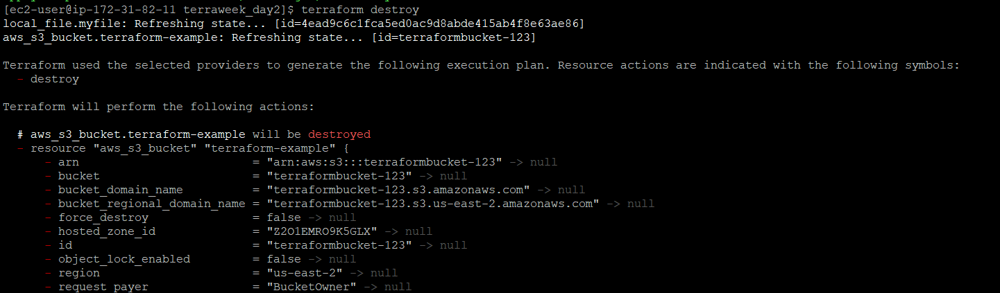 [ec2-user@ip-172-31-82-11 terraweek_day2]$ terraform destroy
local_file.myfile: Refreshing state... [id=4ead9c6c1fca5ed0ac9d8abde415ab4f8e63ae86]
aws_s3_bucket.terraform-example: Refreshing state... [id=terraformbucket-123]
Terraform used the selected providers to generate the following execution plan. Resource actions are indicated with the following symbols:
  - destroy
Terraform will perform the following actions:
  # aws_s3_bucket.terraform-example will be destroyed
  - resource "aws_s3_bucket" "terraform-example" {
      - arn                         = "arn:aws:s3:::terraformbucket-123" -> null
      - bucket                      = "terraformbucket-123" -> null
      - bucket_domain_name          = "terraformbucket-123.s3.amazonaws.com" -> null
      - bucket_regional_domain_name = "terraformbucket-123.s3.us-east-2.amazonaws.com" -> null
      - force_destroy               = false -> null
      - hosted_zone_id              = "Z2O1EMRO9K5GLX" -> null
      - id                          = "terraformbucket-123" -> null
      - object_lock_enabled         = false -> null
      - region                      = "us-east-2" -> null
      - request_payer               = "BucketOwner" -> null